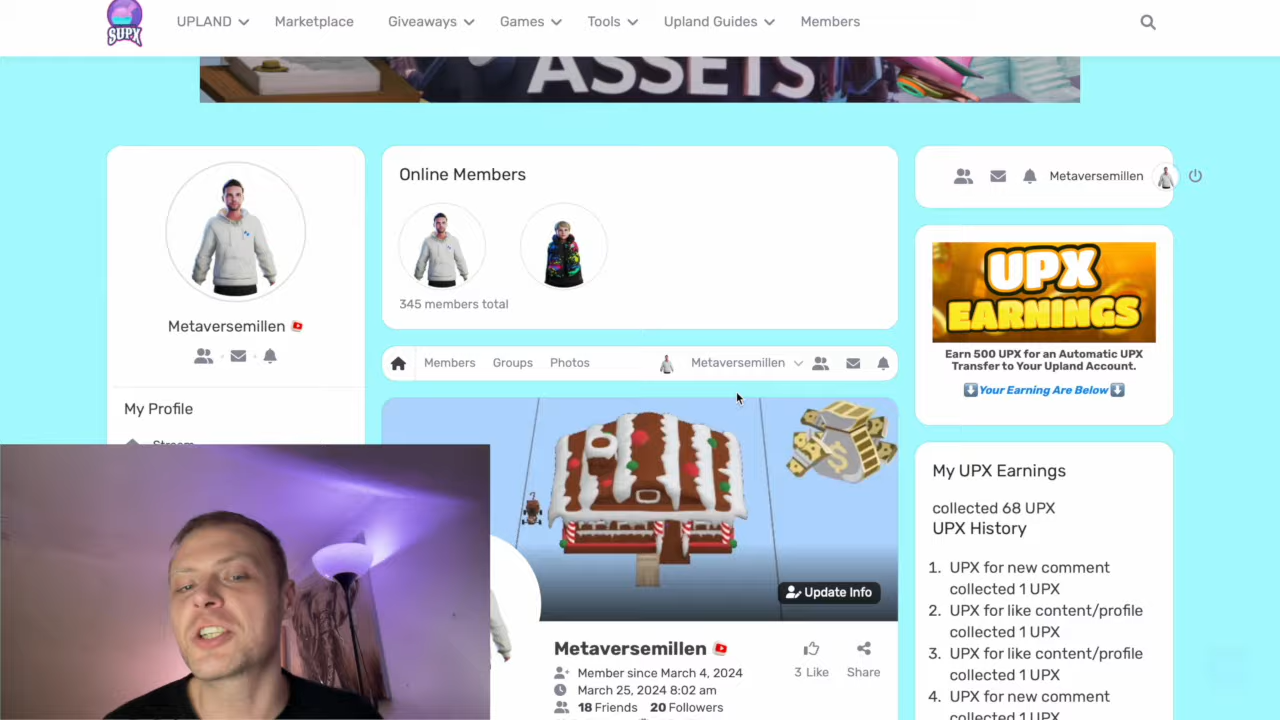 SUPX
UPLAND
Marketplace
Giveaways
Games
Tools
Upland Guides
Members
ASSETS
Metaversemillen
My Profile
Stream
Online Members
345 members total
Members
Groups
Photos
Metaversemillen
Update Info
Metaversemillen
Member since March 4, 2024
March 25, 2024 8:02 am
18 Friends 20 Followers
3 Like
Share
Metaversemillen
UPX
EARNINGS
Earn 500 UPX for an Automatic UPX
Transfer to Your Upland Account.
Your Earning Are Below
My UPX Earnings
collected 68 UPX
UPX History
1. UPX for new comment
collected 1 UPX
2. UPX for like content/profile
collected 1 UPX
3. UPX for like content/profile
collected 1 UPX
4. UPX for new comment
collected 1 UPX